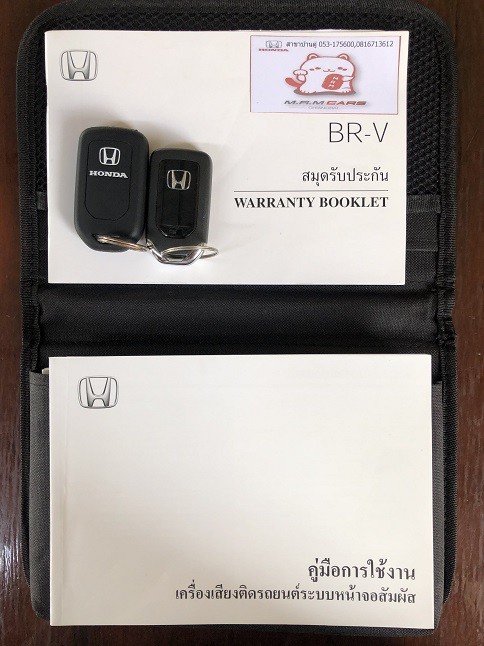 HONDA สาขาบ้านดู่ 053-175600,0816713612
M.R.M CARS
BR-V
สมุดรับประกัน
WARRANTY BOOKLET
HONDA
คู่มือการใช้งาน
เครื่องเสียงติดรถยนต์ระบบหน้าจอสัมผัส